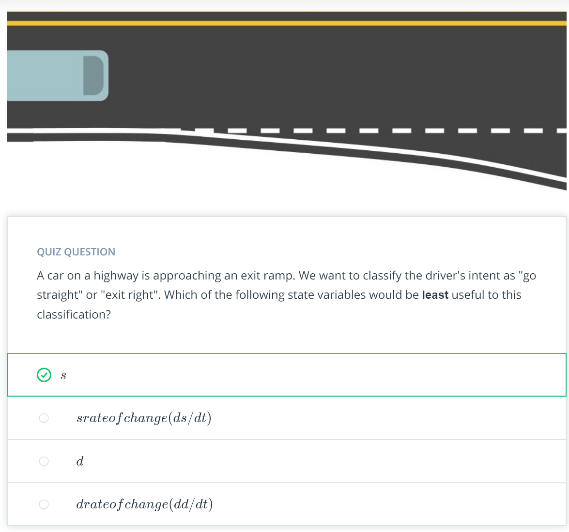 QUIZ QUESTION
A car on a highway is approaching an exit ramp. We want to classify the driver's intent as "go
straight" or "exit right". Which of the following state variables would be least useful to this
classification?
s
srateofchange(ds/dt)
d
drateofchange(dd/dt)